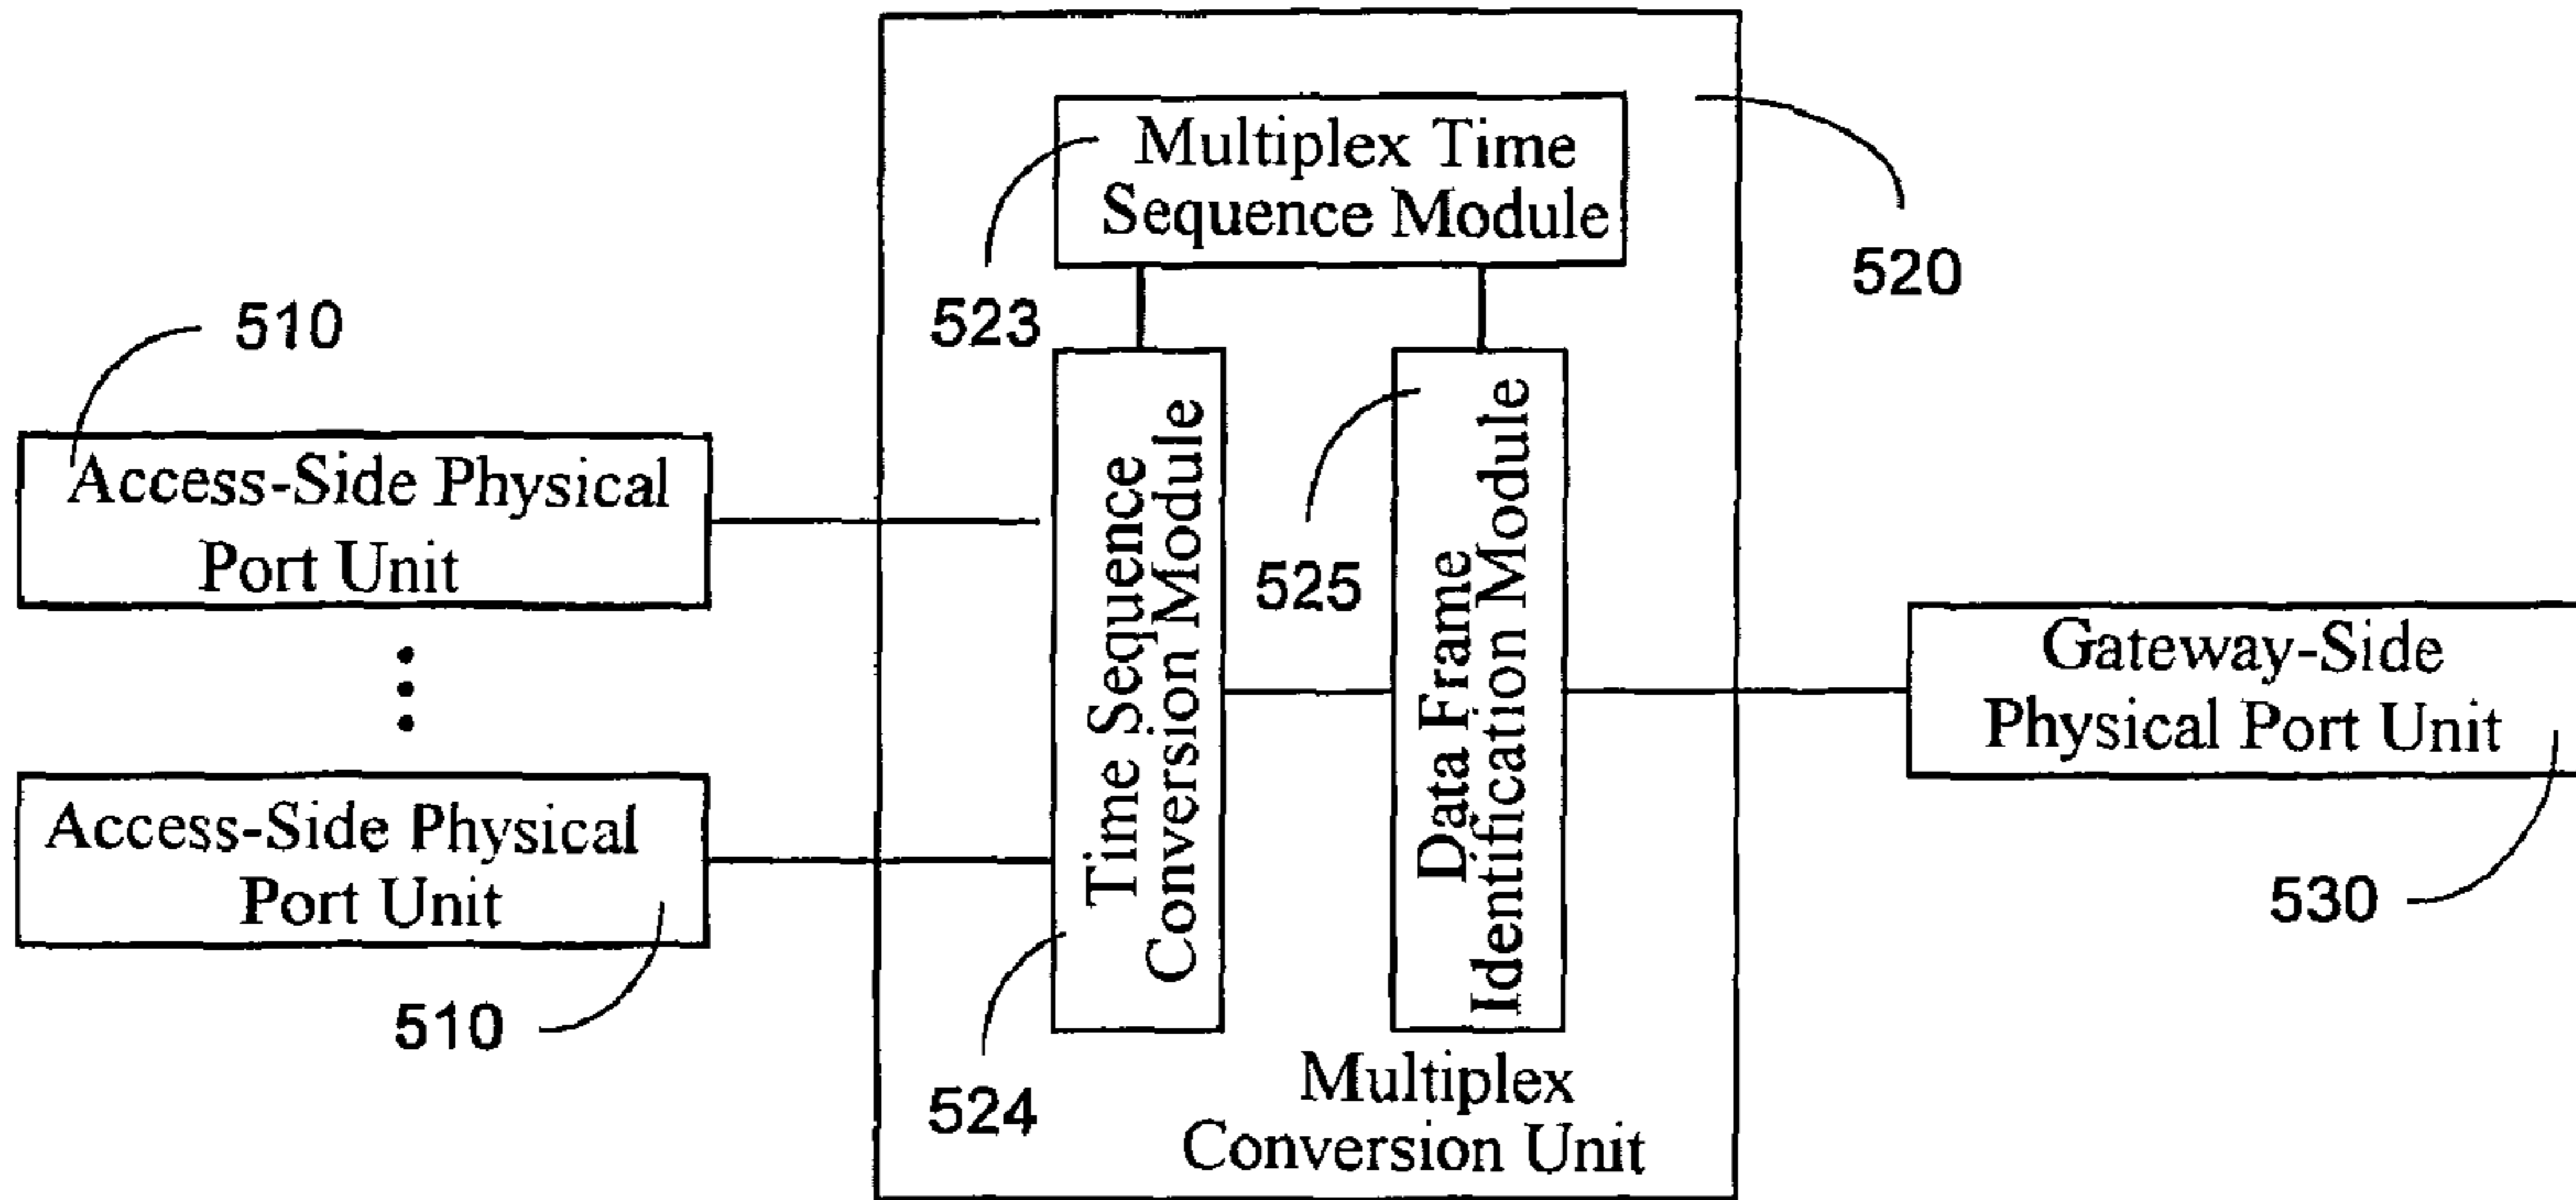 Multiplex Time
Sequence Module
520
523
510
Access-Side Physical
Port Unit
Time Sequence
Conversion Module
525
Data Frame
Identification Module
Gateway-Side
Physical Port Unit
530
Access-Side Physical
Port Unit
510
524
Multiplex
Conversion Unit